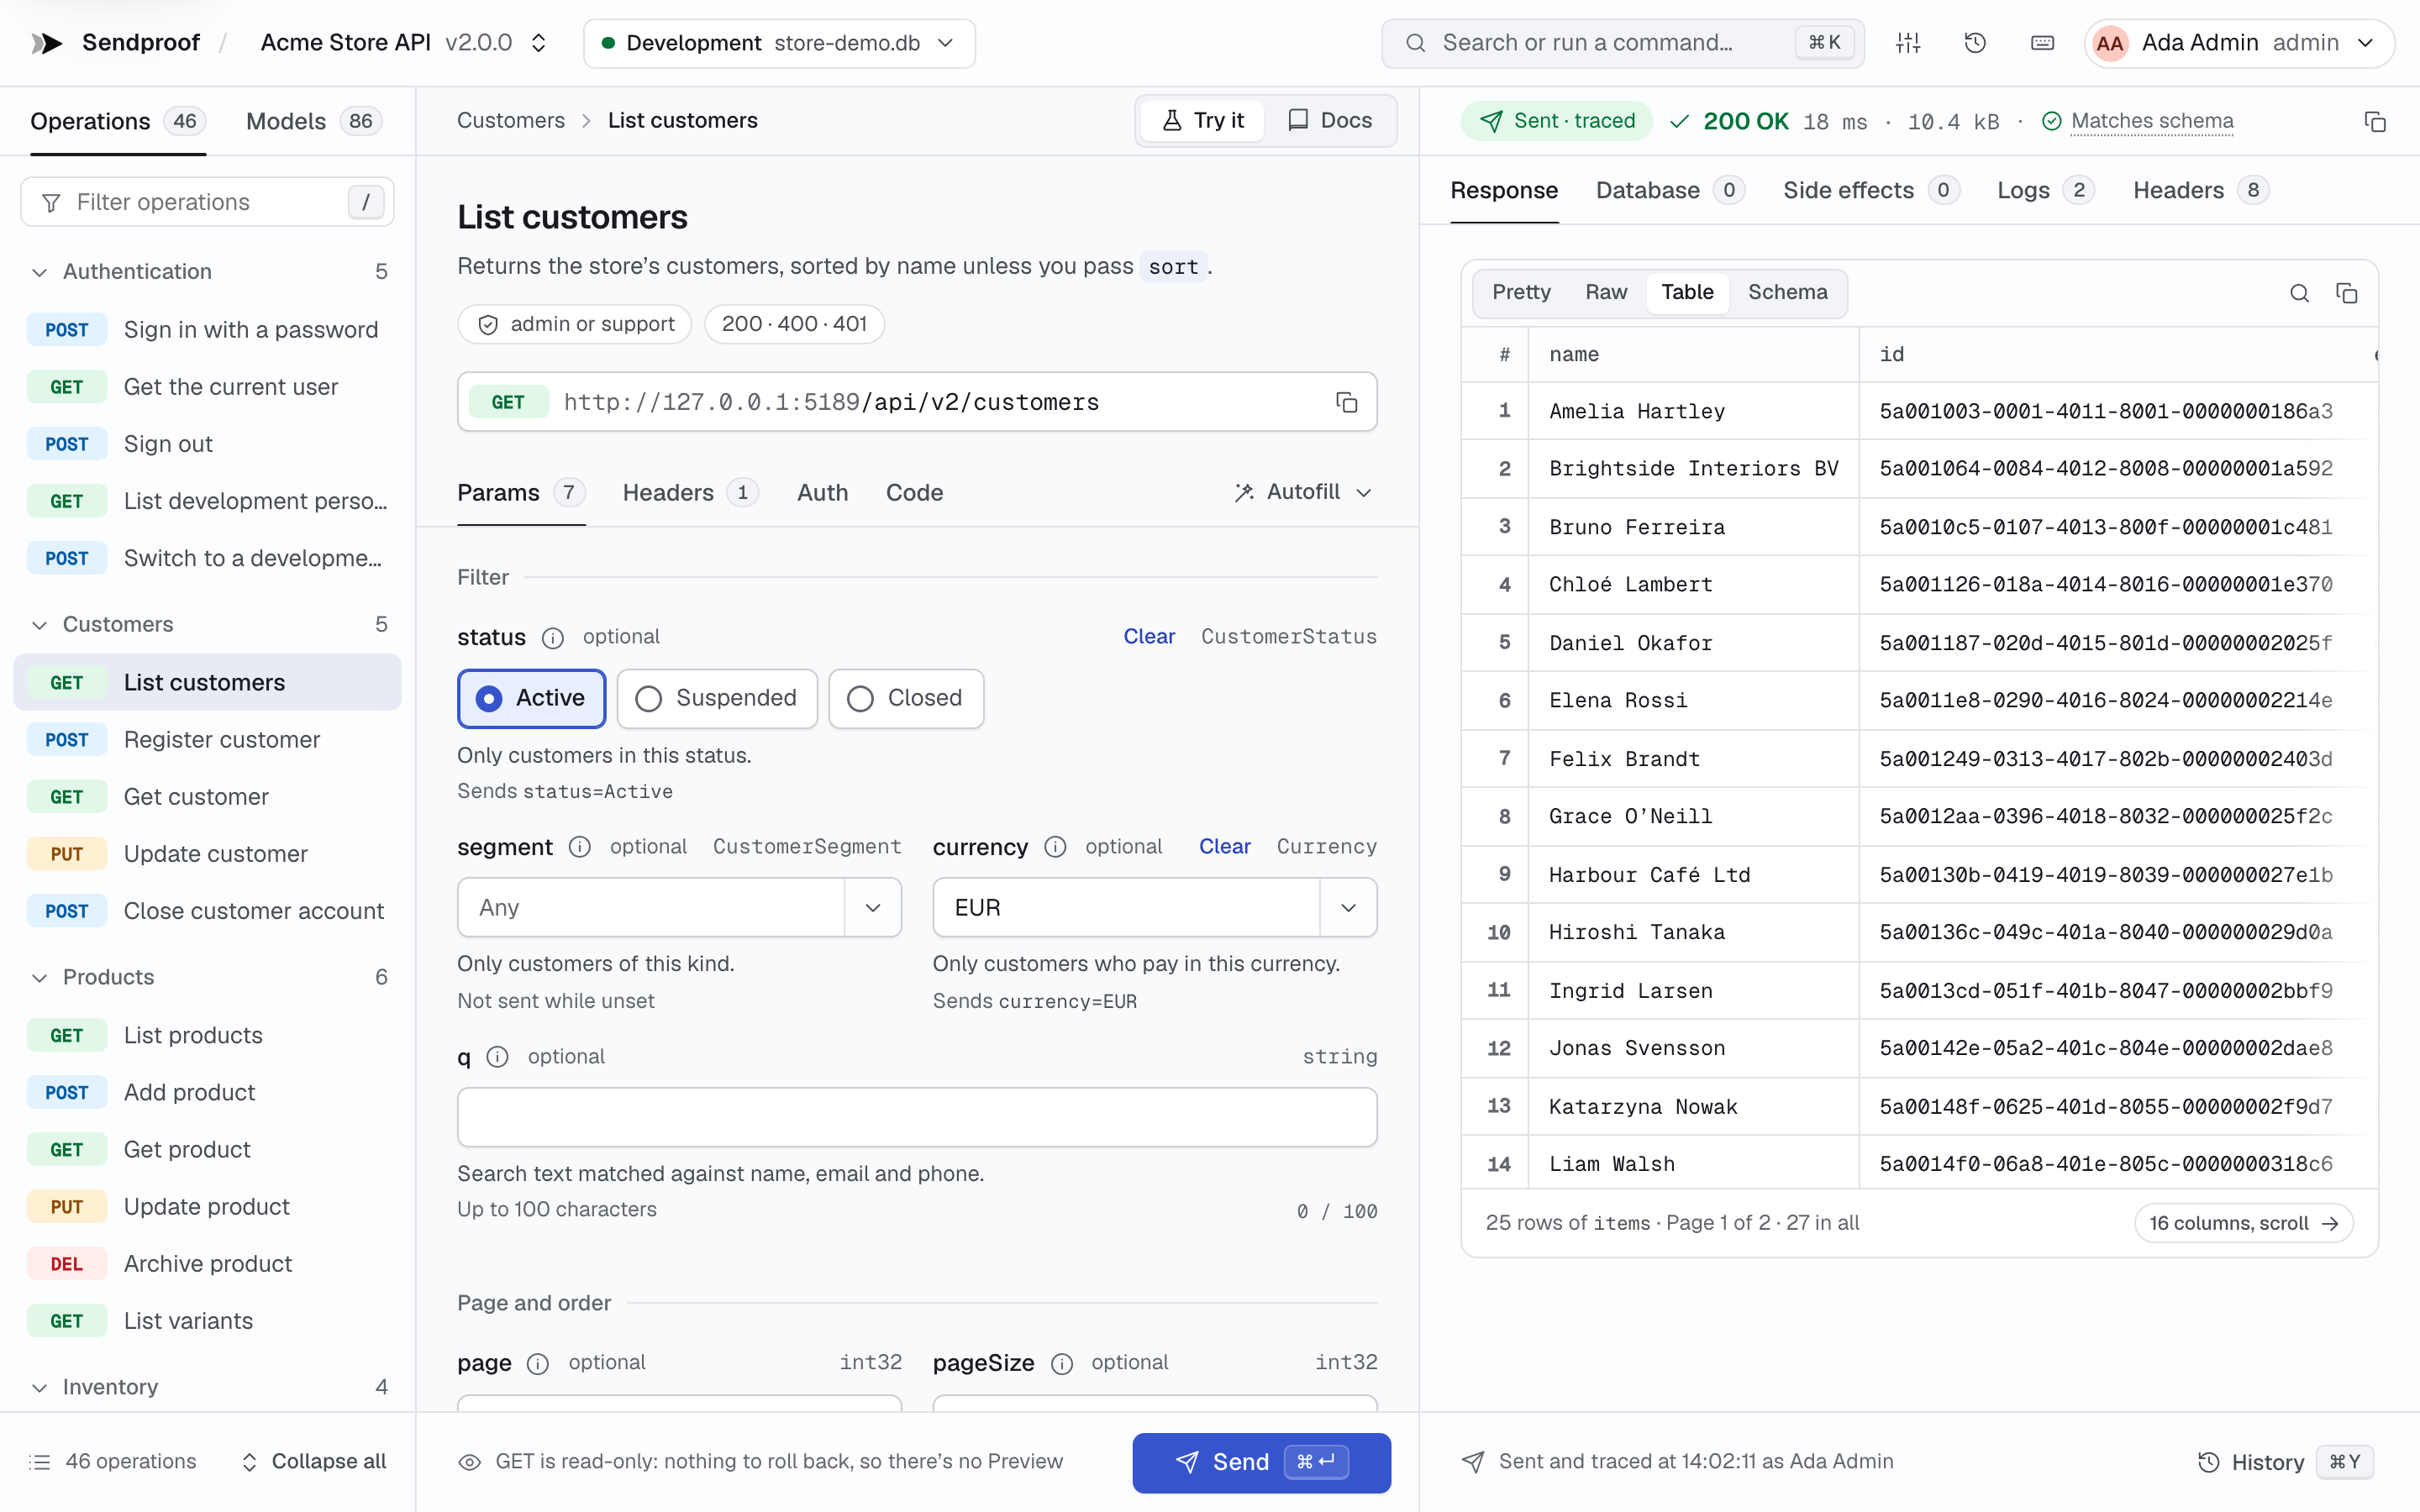 Sendproof / Acme Store API v2.0.0
Development store-demo.db
Search or run a command... ⌘K
AA Ada Admin admin
Operations 46 Models 86
Filter operations /
Authentication 5
POST Sign in with a password
GET Get the current user
POST Sign out
GET List development perso...
POST Switch to a developme...
Customers 5
GET List customers
POST Register customer
GET Get customer
PUT Update customer
POST Close customer account
Products 6
GET List products
POST Add product
GET Get product
PUT Update product
DEL Archive product
GET List variants
Inventory 4
46 operations Collapse all
Customers > List customers
Try it Docs
List customers
Returns the store’s customers, sorted by name unless you pass sort.
admin or support 200 · 400 · 401
GET http://127.0.0.1:5189/api/v2/customers
Params 7 Headers 1 Auth Code Autofill
Filter
status optional Clear CustomerStatus
Active Suspended Closed
Only customers in this status.
Sends status=Active
segment optional CustomerSegment
Any
Only customers of this kind.
Not sent while unset
currency optional Clear Currency
EUR
Only customers who pay in this currency.
Sends currency=EUR
q optional string
Search text matched against name, email and phone.
Up to 100 characters 0 / 100
Page and order
page optional int32
pageSize optional int32
GET is read-only: nothing to roll back, so there’s no Preview
Send ⌘↵
Sent · traced 200 OK 18 ms · 10.4 kB · Matches schema
Response Database 0 Side effects 0 Logs 2 Headers 8
Pretty Raw Table Schema
# name id
1 Amelia Hartley 5a001003-0001-4011-8001-0000000186a3
2 Brightside Interiors BV 5a001064-0084-4012-8008-00000001a592
3 Bruno Ferreira 5a0010c5-0107-4013-800f-00000001c481
4 Chloé Lambert 5a001126-018a-4014-8016-00000001e370
5 Daniel Okafor 5a001187-020d-4015-801d-00000002025f
6 Elena Rossi 5a0011e8-0290-4016-8024-00000002214e
7 Felix Brandt 5a001249-0313-4017-802b-00000002403d
8 Grace O’Neill 5a0012aa-0396-4018-8032-000000025f2c
9 Harbour Café Ltd 5a00130b-0419-4019-8039-000000027e1b
10 Hiroshi Tanaka 5a00136c-049c-401a-8040-000000029d0a
11 Ingrid Larsen 5a0013cd-051f-401b-8047-00000002bbf9
12 Jonas Svensson 5a00142e-05a2-401c-804e-00000002dae8
13 Katarzyna Nowak 5a00148f-0625-401d-8055-00000002f9d7
14 Liam Walsh 5a0014f0-06a8-401e-805c-0000000318c6
25 rows of items · Page 1 of 2 · 27 in all
16 columns, scroll →
Sent and traced at 14:02:11 as Ada Admin
History ⌘Y